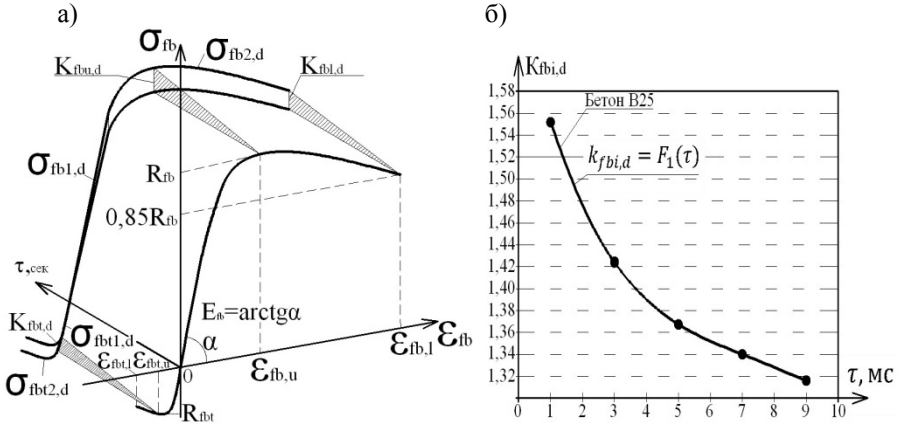 а)
σfb
σfb2,d
Kfbu,d
Kfbl,d
σfb1,d
Rfb
0,85Rfb
τ,сек
Kfbt,d
σfbt1,d
εfbt,l εfbt,u
σfbt2,d
Efb=arctgα
α
0
εfb,u
εfb,l
εfb
Rfbt
б)
Kfbi,d
1,58
1,56
1,54
1,52
1,50
1,48
1,46
1,44
1,42
1,40
1,38
1,36
1,34
1,32
Бетон В25
kfbi,d = F1(τ)
0 1 2 3 4 5 6 7 8 9 10
τ, мс